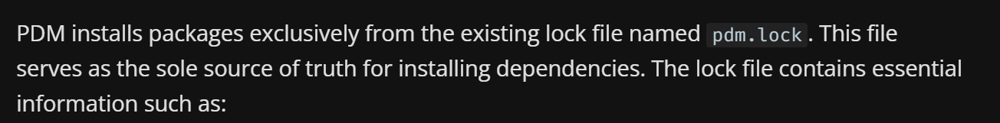 PDM installs packages exclusively from the existing lock file named pdm.lock. This file
serves as the sole source of truth for installing dependencies. The lock file contains essential
information such as: